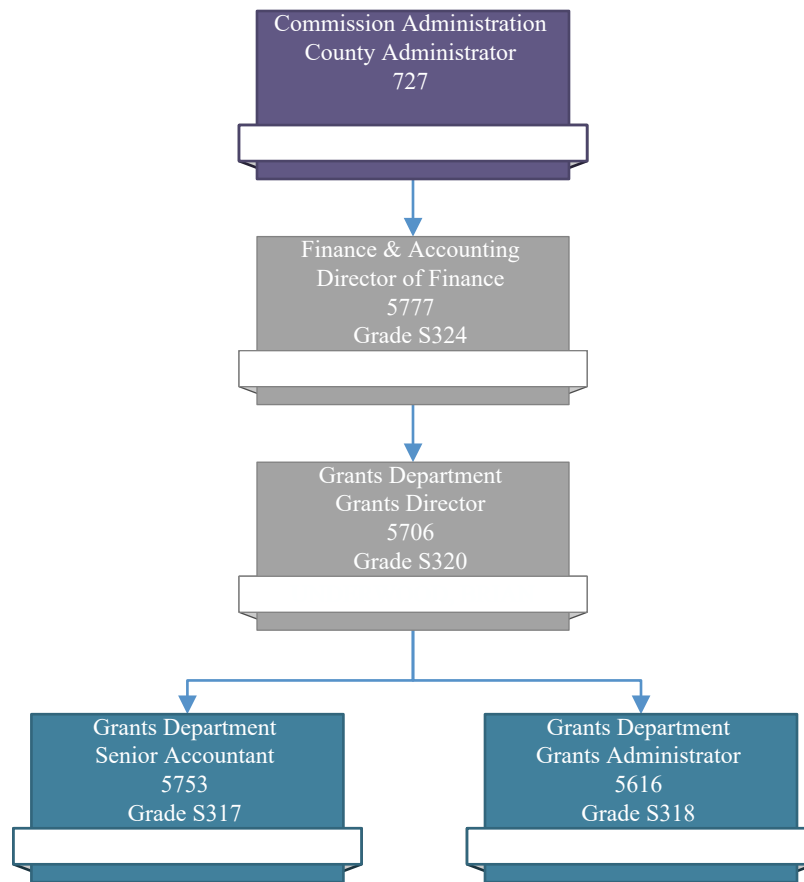 Commission Administration
County Administrator
727
Finance & Accounting
Director of Finance
5777
Grade S324
Grants Department
Grants Director
5706
Grade S320
Grants Department
Senior Accountant
5753
Grade S317
Grants Department
Grants Administrator
5616
Grade S318